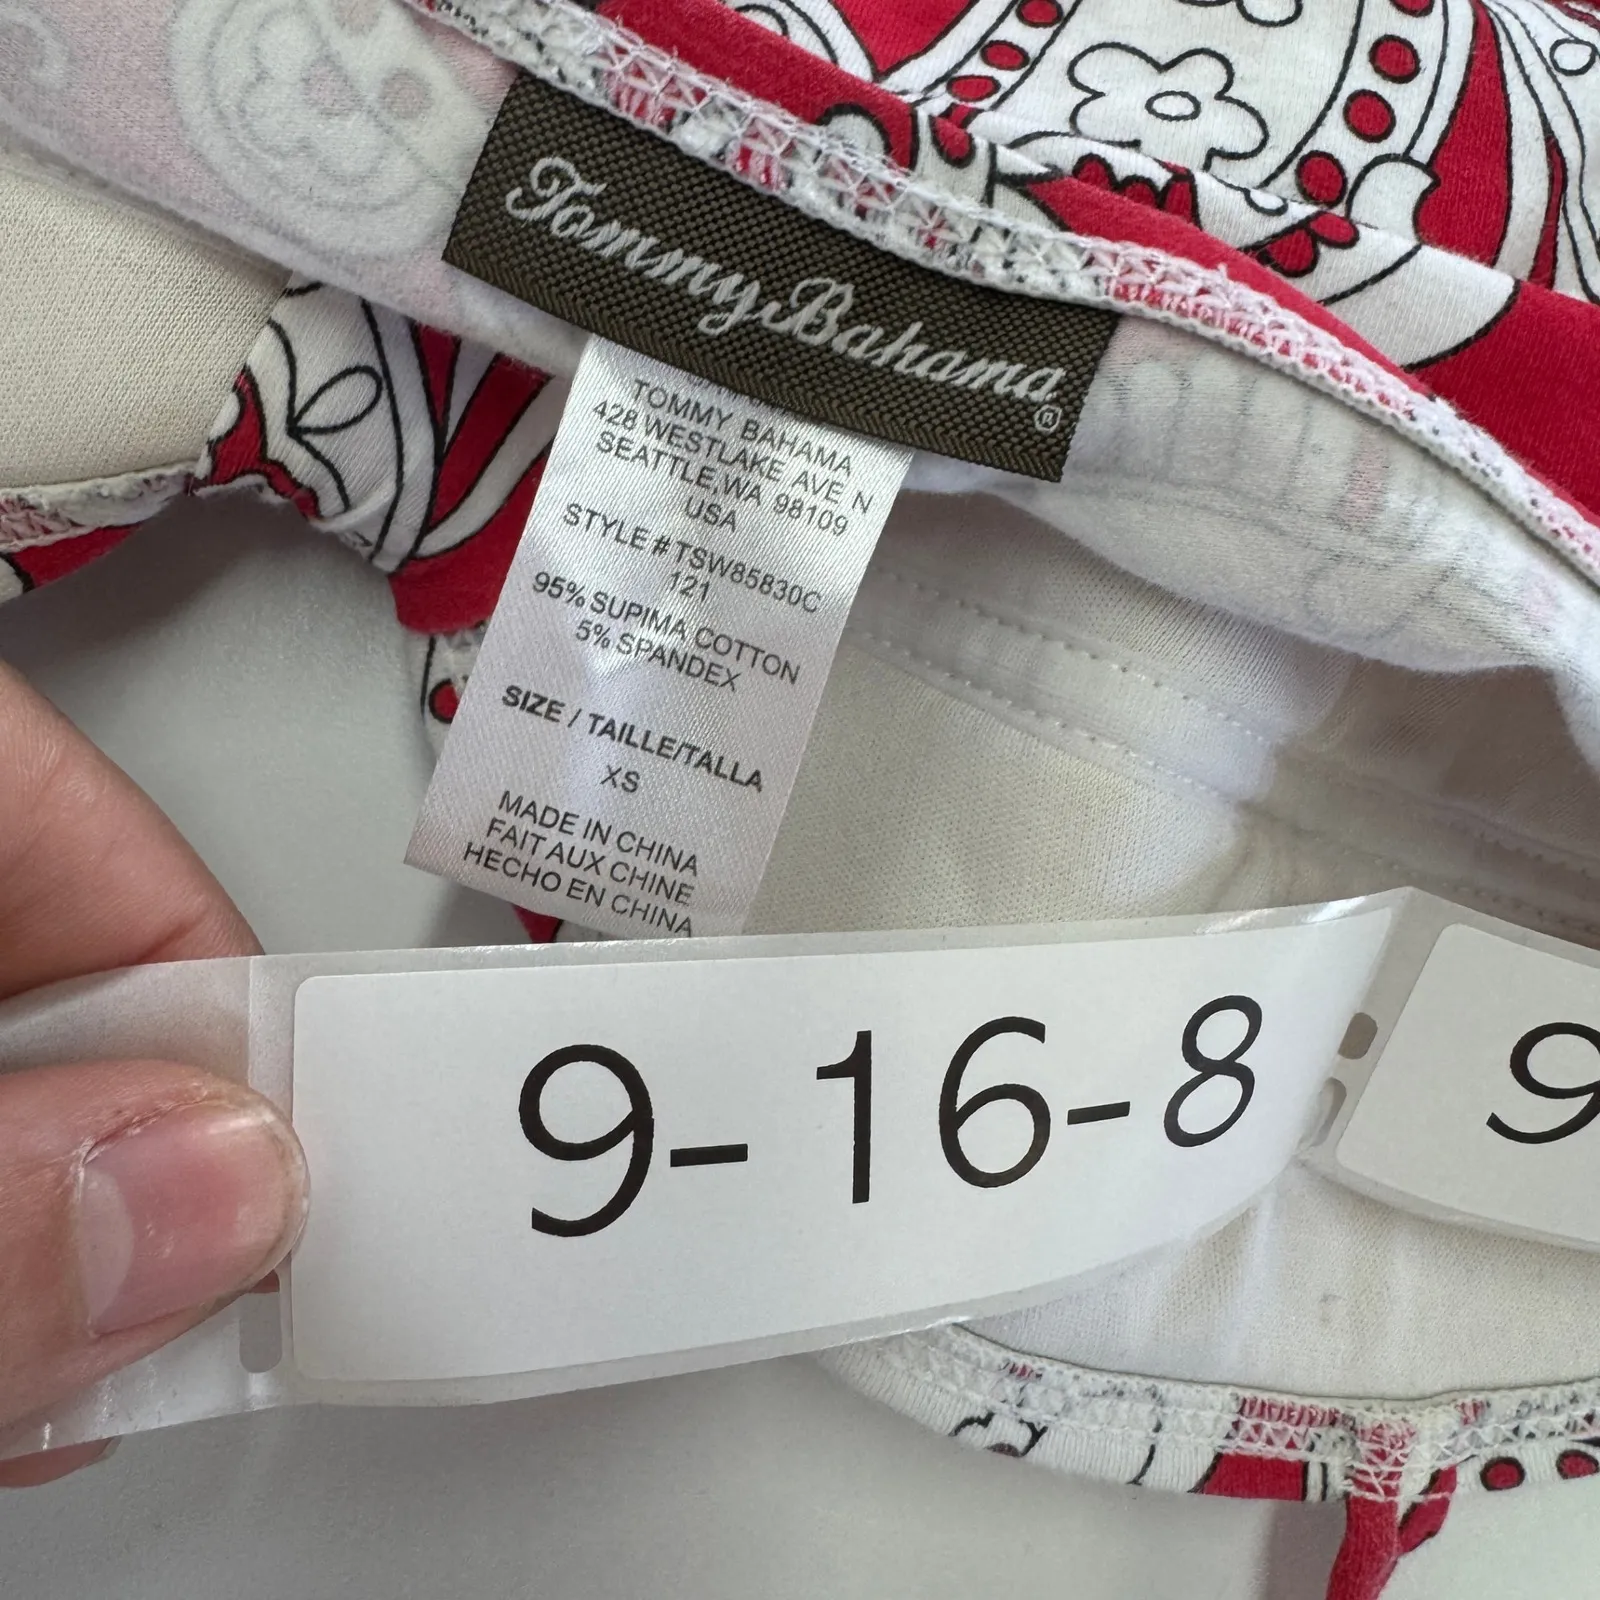 Tommy Bahama®
TOMMY BAHAMA
428 WESTLAKE AVE N
SEATTLE, WA 98109
USA
STYLE#TSW85830C
121
95% SUPIMA COTTON
5% SPANDEX
SIZE / TAILLE/TALLA
XS
MADE IN CHINA
FAIT AUX CHINE
HECHO EN CHINA
9-16-8
9